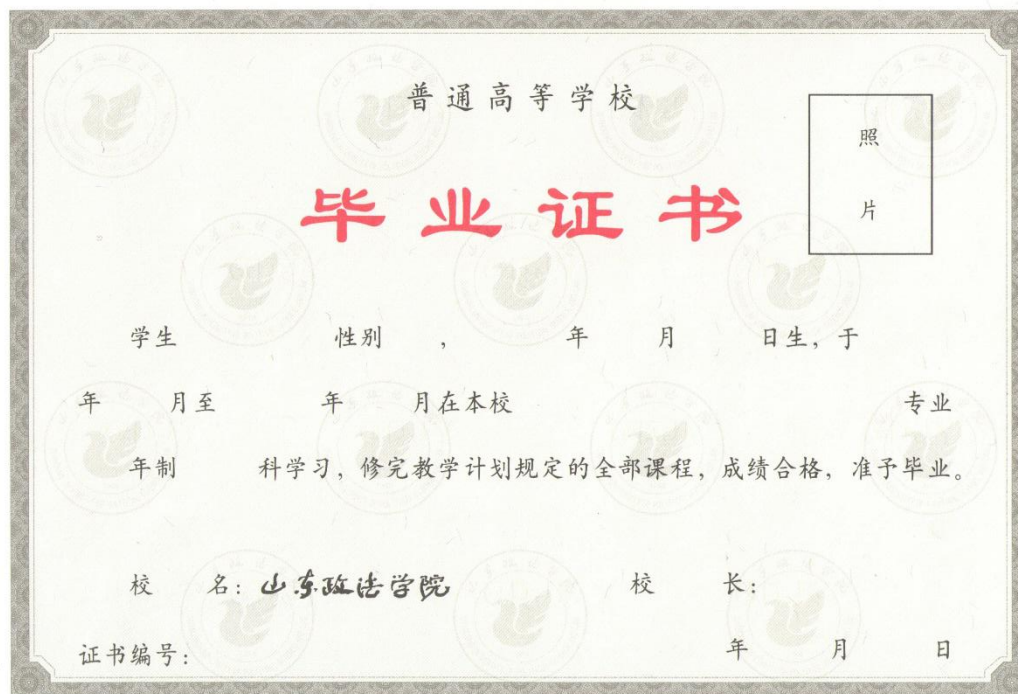 普通高等学校
照
片
毕业证书
学生 性别 , 年 月 日生，于
年 月至 年 月在本校 专业
年制 科学习，修完教学计划规定的全部课程，成绩合格，准予毕业。
校 名：山东政法学院 校 长：
证书编号： 年 月 日